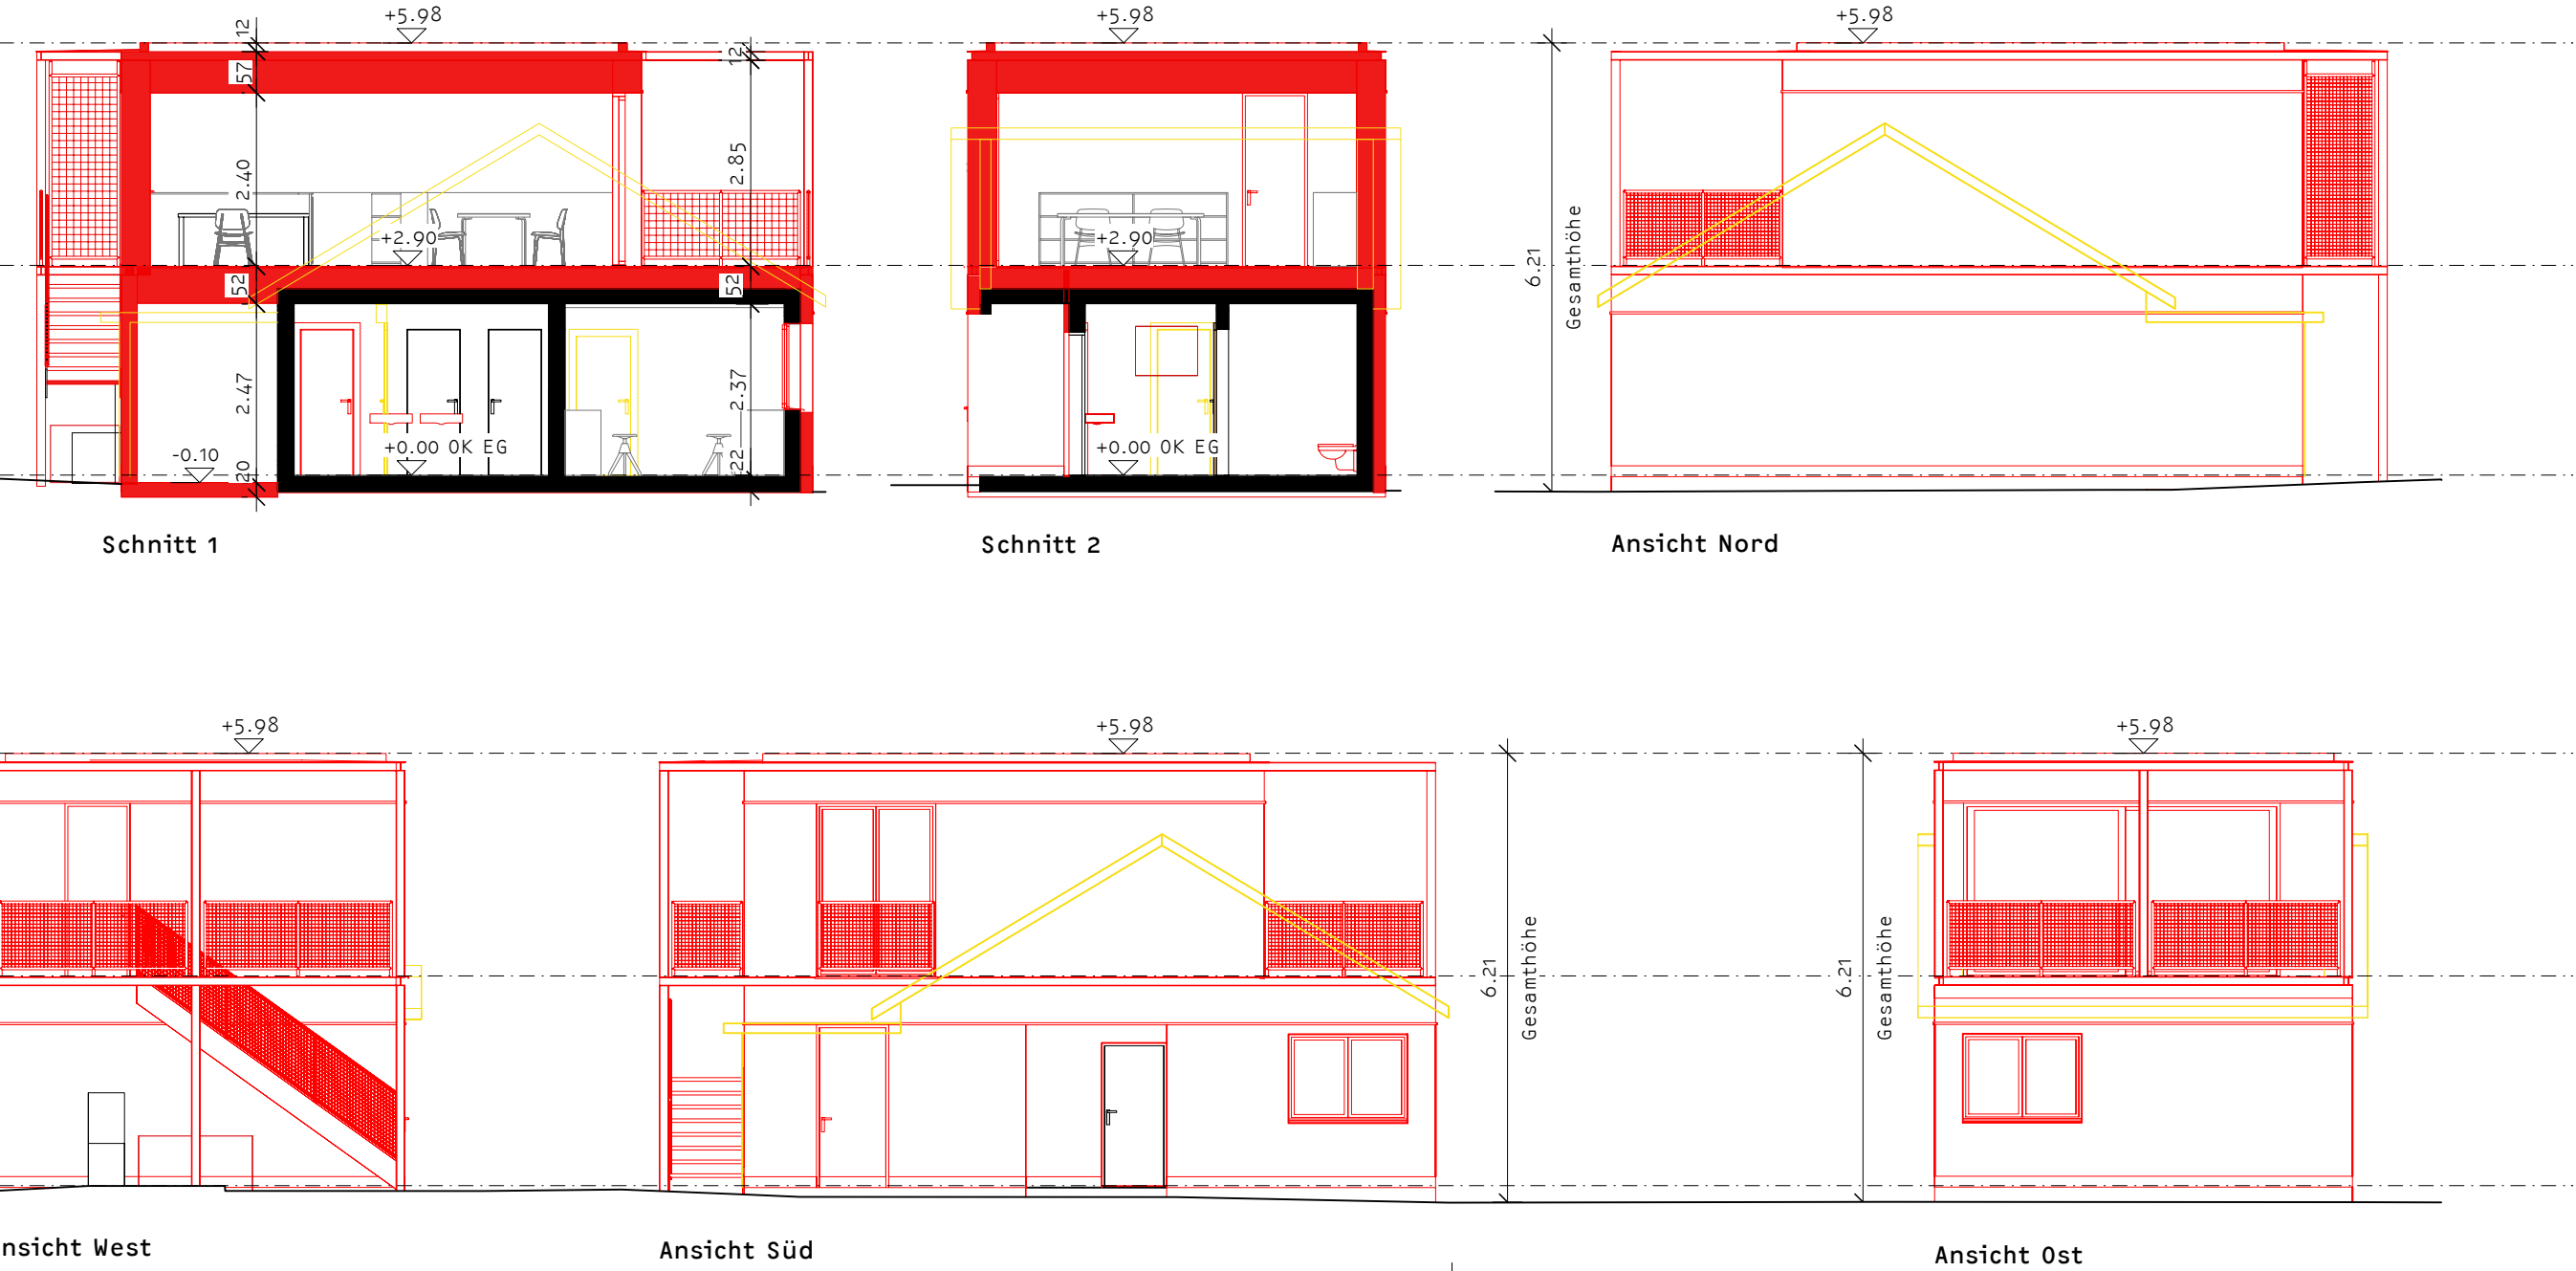 +5.98
+5.98
+5.98
12
57
2.40
52
2.47
20
12
2.85
52
2.37
22
+2.90
+2.90
-0.10
+0.00 OK EG
+0.00 OK EG
6.21
Gesamthöhe
Schnitt 1
Schnitt 2
Ansicht Nord
+5.98
+5.98
+5.98
6.21
Gesamthöhe
6.21
Gesamthöhe
nsicht West
Ansicht Süd
Ansicht Ost